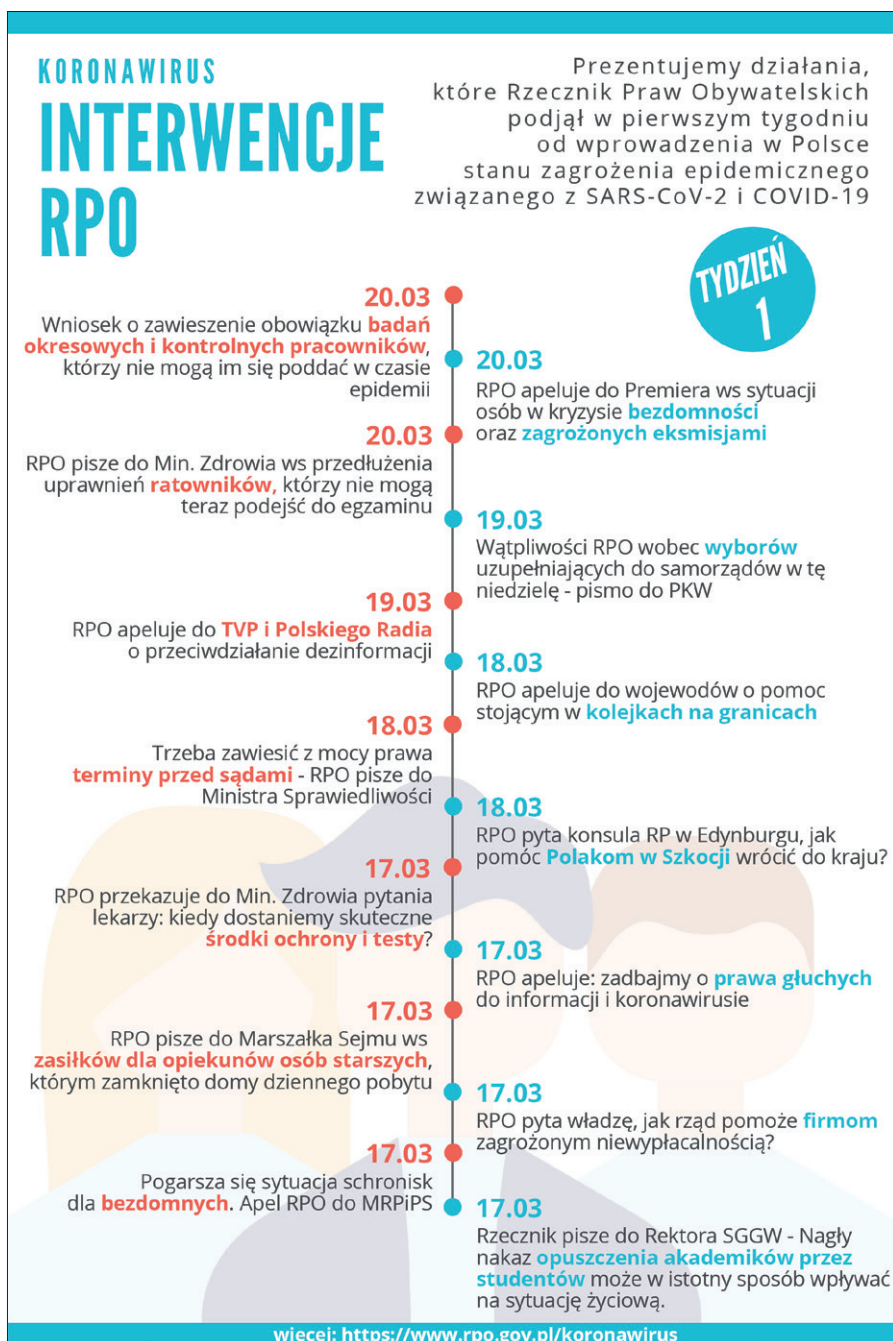 KORONAWIRUS
INTERWENCJE
RPO
Prezentujemy działania,
które Rzecznik Praw Obywatelskich
podjął w pierwszym tygodniu
od wprowadzenia w Polsce
stanu zagrożenia epidemicznego
związanego z SARS-CoV-2 i COVID-19
TYDZIEŃ
1
20.03
Wniosek o zawieszenie obowiązku badań
okresowych i kontrolnych pracowników,
którzy nie mogą im się poddać w czasie
epidemii
20.03
RPO apeluje do Premiera ws sytuacji
osób w kryzysie bezdomności
oraz zagrożonych eksmisjami
20.03
RPO pisze do Min. Zdrowia ws przedłużenia
uprawnień ratowników, którzy nie mogą
teraz podejść do egzaminu
19.03
Wątpliwości RPO wobec wyborów
uzupełniających do samorządów w tę
niedzielę - pismo do PKW
19.03
RPO apeluje do TVP i Polskiego Radia
o przeciwdziałanie dezinformacji
18.03
RPO apeluje do wojewodów o pomoc
stojącym w kolejkach na granicach
18.03
Trzeba zawiesić z mocy prawa
terminy przed sądami - RPO pisze do
Ministra Sprawiedliwości
18.03
RPO pyta konsula RP w Edynburgu, jak
pomóc Polakom w Szkocji wrócić do kraju?
17.03
RPO przekazuje do Min. Zdrowia pytania
lekarzy: kiedy dostaniemy skuteczne
środki ochrony i testy?
17.03
RPO apeluje: zadbajmy o prawa głuchych
do informacji i koronawirusie
17.03
RPO pisze do Marszałka Sejmu ws
zasiłków dla opiekunów osób starszych,
którym zamknięto domy dziennego pobytu
17.03
RPO pyta władzę, jak rząd pomoże firmom
zagrożonym niewypłacalnością?
17.03
Pogarsza się sytuacja schronisk
dla bezdomnych. Apel RPO do MRPiPS
17.03
Rzecznik pisze do Rektora SGGW - Nagły
nakaz opuszczenia akademików przez
studentów może w istotny sposób wpływać
na sytuację życiową.
więcej: https://www.rpo.gov.pl/koronawirus